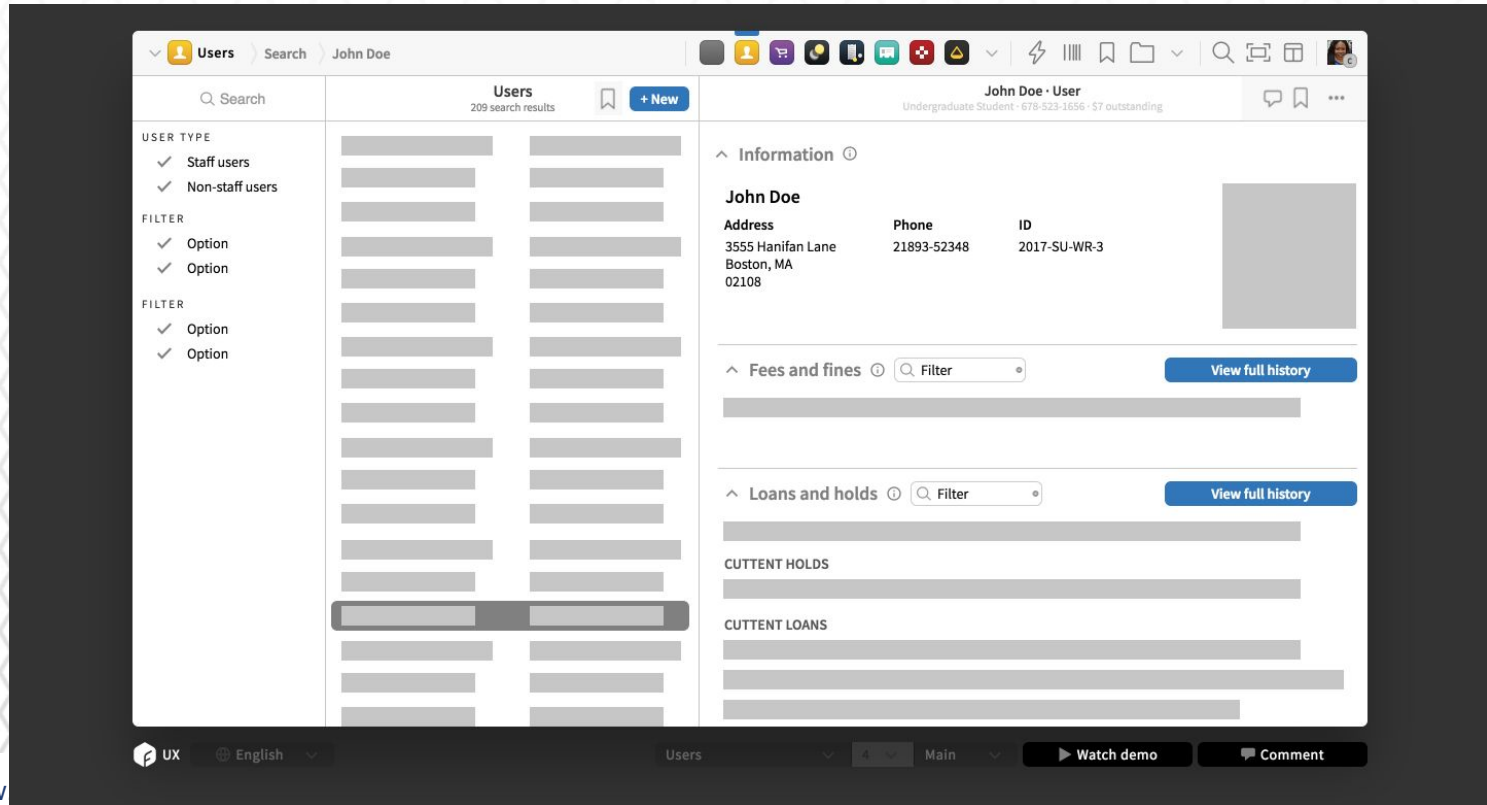 Users Search John Doe
Search
Users
209 search results
+ New
John Doe · User
Undergraduate Student · 678-523-1656 · $7 outstanding
USER TYPE
Staff users
Non-staff users
FILTER
Option
Option
FILTER
Option
Option
Information
John Doe
Address Phone ID
3555 Hanifan Lane 21893-52348 2017-SU-WR-3
Boston, MA
02108
Fees and fines Filter View full history
Loans and holds Filter View full history
CUTTENT HOLDS
CUTTENT LOANS
UX English Users 4 Main Watch demo Comment